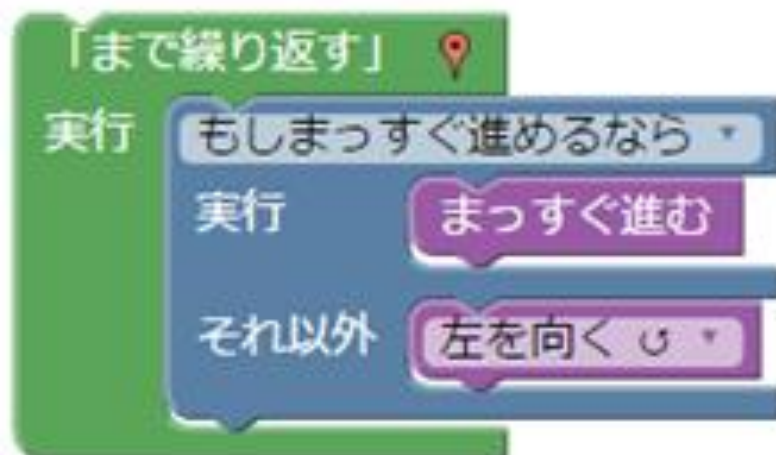 「まで繰り返す」
実行 もしまっすぐ進めるなら
実行 まっすぐ進む
それ以外 左を向く ↺